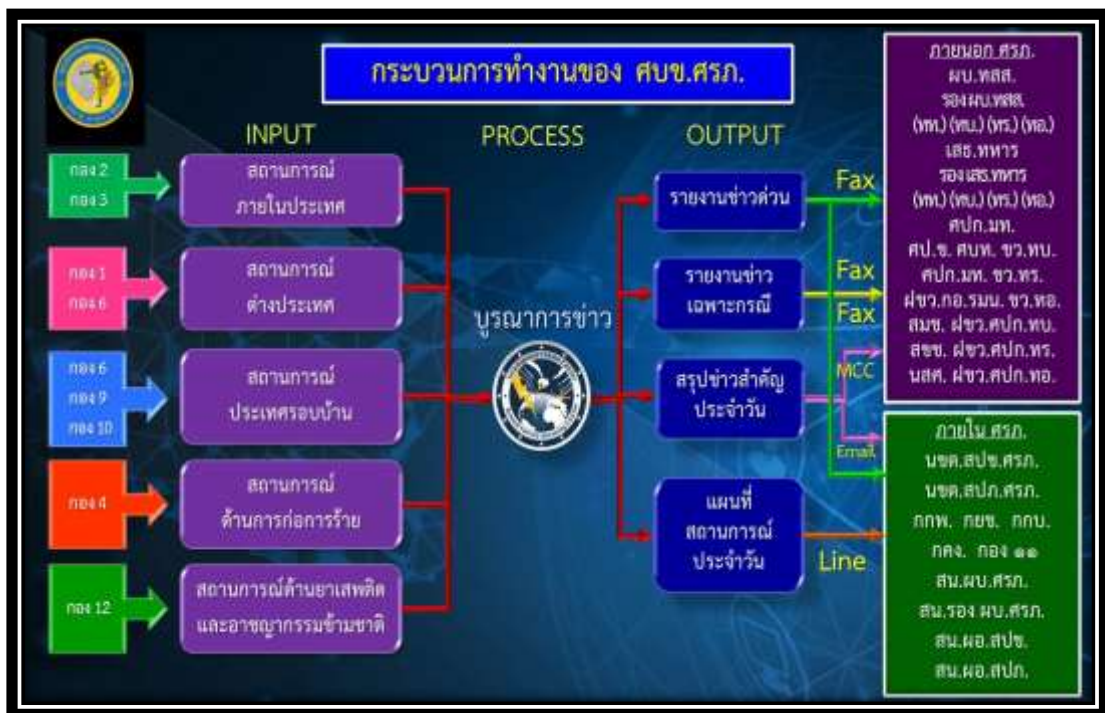 กระบวนการทำงานของ ศบข.ศรภ.
INPUT
PROCESS
OUTPUT
กอง 2
กอง 3
สถานการณ์
ภายในประเทศ
กอง 1
กอง 6
สถานการณ์
ต่างประเทศ
กอง 6
กอง 9
กอง 10
สถานการณ์
ประเทศรอบบ้าน
กอง 4
สถานการณ์
ด้านการก่อการร้าย
กอง 12
สถานการณ์ด้านยาเสพติด
และอาชญากรรมข้ามชาติ
บูรณาการข่าว
รายงานข่าวด่วน
รายงานข่าว
เฉพาะกรณี
สรุปข่าวสำคัญ
ประจำวัน
แผนที่
สถานการณ์
ประจำวัน
Fax
Fax
Fax
MCC
Email
Line
ภายนอก ศรภ.
ผบ.ทสส.
รองผบ.ทสส.
(ทท.) (ทบ.) (ทร.) (ทอ.)
เสธ.ทหาร
รองเสธ.ทหาร
(ทท.) (ทบ.) (ทร.) (ทอ.)
ศปก.มท.
ศป.ข. ศบท. ขว.ทบ.
ศปก.มท. ขว.ทร.
ฝขว.กอ.รมน. ขว.ทอ.
สมช. ฝขว.ศปก.ทบ.
สขช. ฝขว.ศปก.ทร.
นสศ. ฝขว.ศปก.ทอ.
ภายใน ศรภ.
นขต.สปข.ศรภ.
นขต.สปภ.ศรภ.
กกพ. กยข. กกบ.
กคง. กอง ๑๑
สน.ผบ.ศรภ.
สน.รอง ผบ.ศรภ.
สน.ผอ.สปข.
สน.ผอ.สปภ.